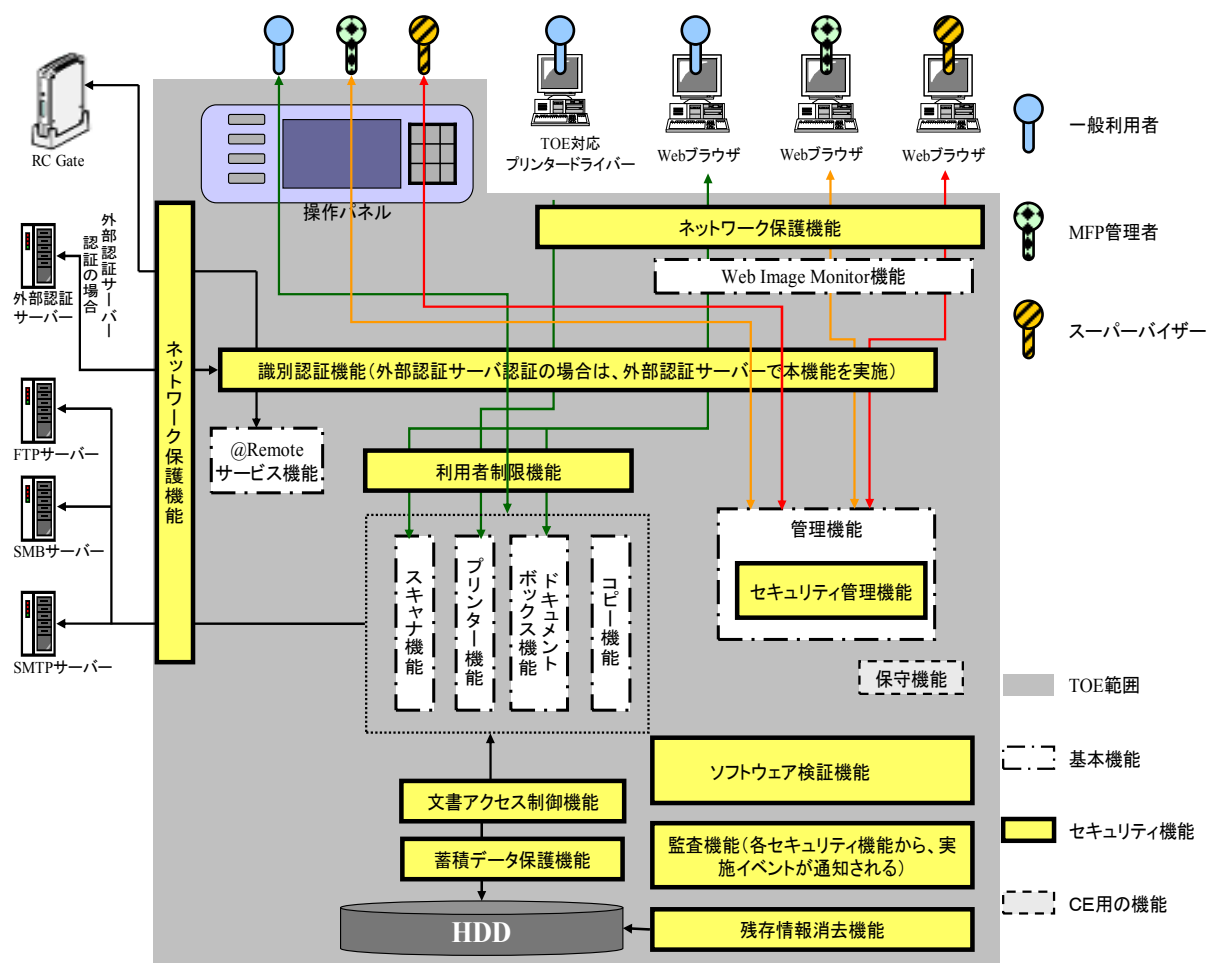 RC Gate
操作パネル
TOE対応
プリンタードライバー
Webブラウザ
Webブラウザ
Webブラウザ
一般利用者
MFP管理者
スーパーバイザー
外部認証サーバー
認証の場合
外部認証
サーバー
FTPサーバー
SMBサーバー
SMTPサーバー
ネットワーク保護機能
ネットワーク保護機能
Web Image Monitor機能
識別認証機能(外部認証サーバ認証の場合は、外部認証サーバーで本機能を実施)
@Remote
サービス機能
利用者制限機能
スキャナ機能
プリンター機能
ドキュメント
ボックス機能
コピー機能
管理機能
セキュリティ管理機能
保守機能
文書アクセス制御機能
蓄積データ保護機能
HDD
ソフトウェア検証機能
監査機能(各セキュリティ機能から、実
施イベントが通知される)
残存情報消去機能
TOE範囲
基本機能
セキュリティ機能
CE用の機能